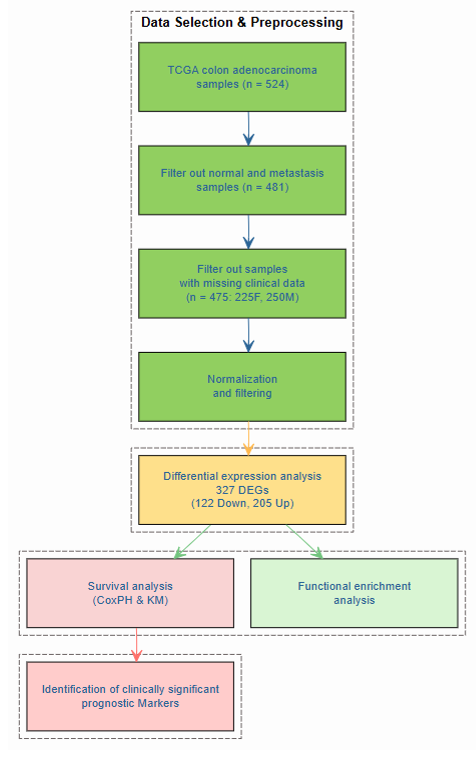 Data Selection & Preprocessing
TCGA colon adenocarcinoma
samples (n = 524)
Filter out normal and metastasis
samples (n = 481)
Filter out samples
with missing clinical data
(n = 475: 225F, 250M)
Normalization
and filtering
Differential expression analysis
327 DEGs
(122 Down, 205 Up)
Survival analysis
(CoxPH & KM)
Functional enrichment
analysis
Identification of clinically significant
prognostic Markers